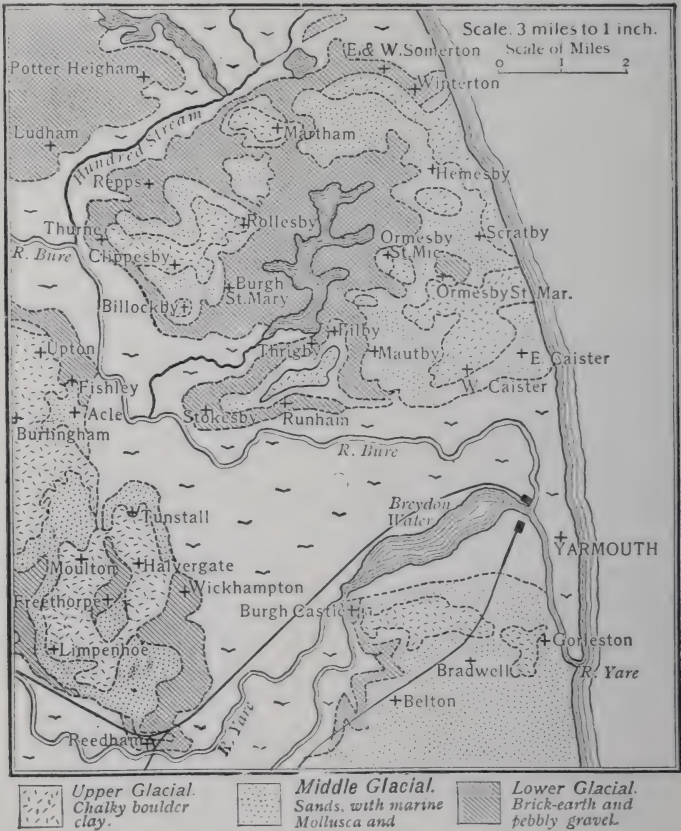 Scale. 3 miles to 1 inch.
Scale of Miles
0 1 2
E. & W. Somerton
Potter Heigham
Winterton
Ludham
Hundred Stream
Martham
Hemesby
Repps
Rollesby
Thurne
Ormesby
St. Mic.
Scratby
R. Bure
Clippesby
Burgh
St. Mary
Ormesby St. Mar.
Billockby
Filby
Upton
Thrigby
Mautby
E. Caister
Fishley
W. Caister
Acle
Stokesby
Runham
Burlingham
R. Bure
Breydon
Water
Tunstall
YARMOUTH
Moulton
Halvergate
Wickhampton
Freethorpe
Burgh Castle
Limpenhoe
Gorleston
Bradwell
R. Yare
Belton
R. Yare
Reedham
Upper Glacial.
Chalky boulder
clay.
Middle Glacial.
Sands, with marine
Mollusca and
Lower Glacial.
Brick-earth and
pebbly gravel.